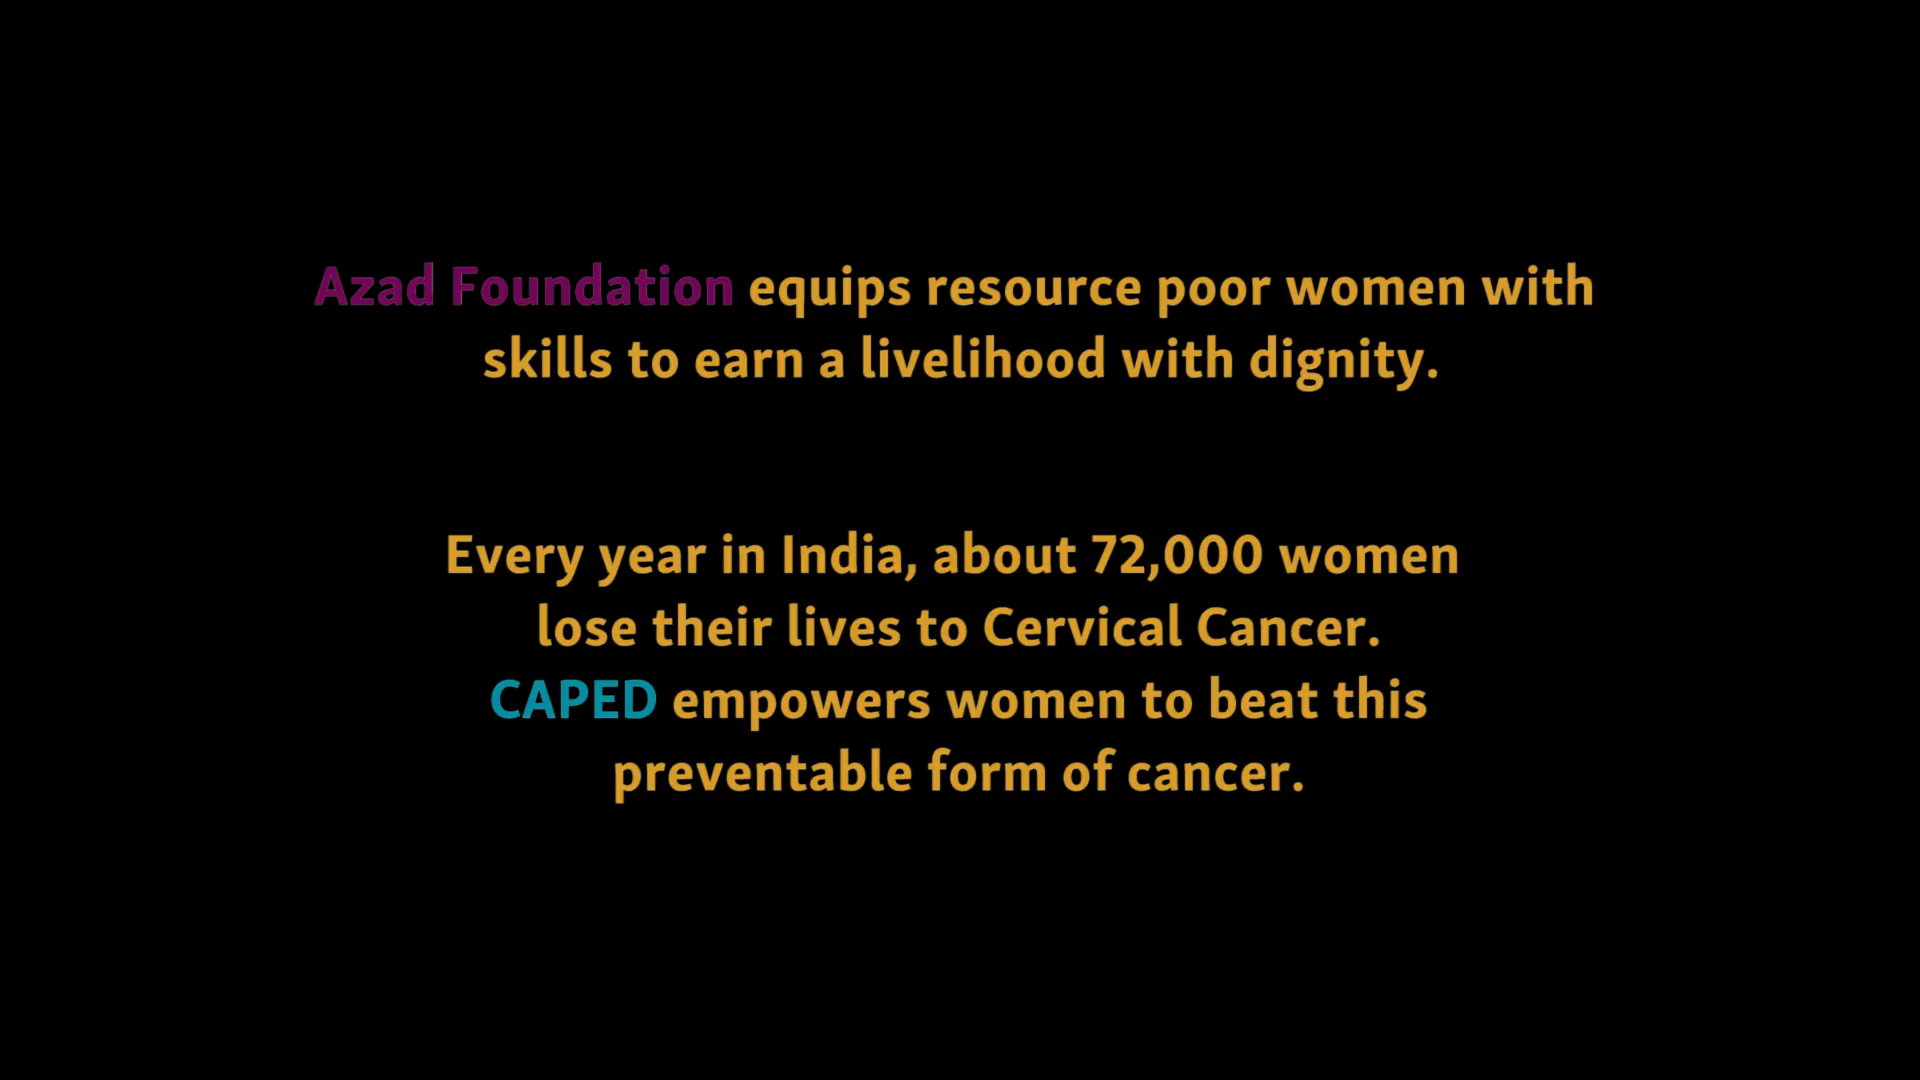 Azad Foundation equips resource poor women with
skills to earn a livelihood with dignity.
Every year in India, about 72,000 women
lose their lives to Cervical Cancer.
CAPED empowers women to beat this
preventable form of cancer.